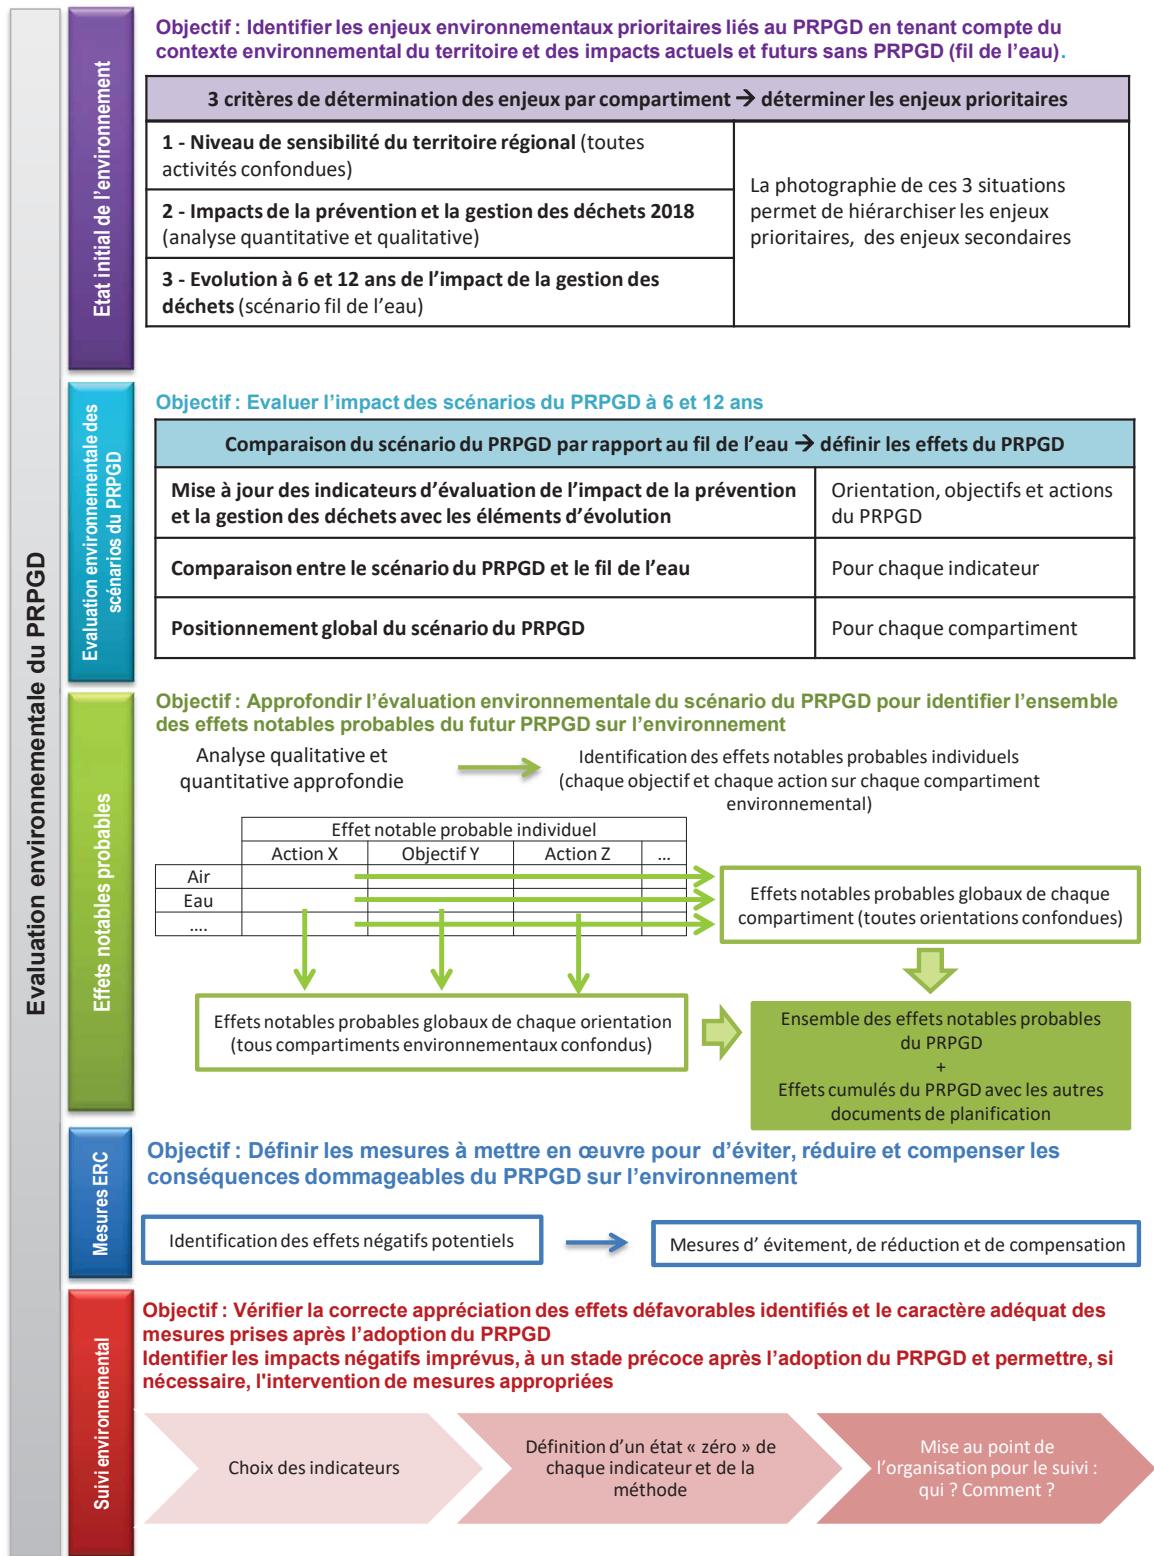 Evaluation environnementale du PRPGD
Etat initial de l'environnement
Objectif : Identifier les enjeux environnementaux prioritaires liés au PRPGD en tenant compte du
contexte environnemental du territoire et des impacts actuels et futurs sans PRPGD (fil de l'eau).
3 critères de détermination des enjeux par compartiment → déterminer les enjeux prioritaires
1 - Niveau de sensibilité du territoire régional (toutes
activités confondues)
2 - Impacts de la prévention et la gestion des déchets 2018
(analyse quantitative et qualitative)
3 - Evolution à 6 et 12 ans de l'impact de la gestion des
déchets (scénario fil de l'eau)
La photographie de ces 3 situations
permet de hiérarchiser les enjeux
prioritaires, des enjeux secondaires
Evaluation environnementale des
scénarios du PRPGD
Objectif : Evaluer l'impact des scénarios du PRPGD à 6 et 12 ans
Comparaison du scénario du PRPGD par rapport au fil de l'eau → définir les effets du PRPGD
Mise à jour des indicateurs d'évaluation de l'impact de la prévention
et la gestion des déchets avec les éléments d'évolution
Orientation, objectifs et actions
du PRPGD
Comparaison entre le scénario du PRPGD et le fil de l'eau
Pour chaque indicateur
Positionnement global du scénario du PRPGD
Pour chaque compartiment
Effets notables probables
Objectif : Approfondir l'évaluation environnementale du scénario du PRPGD pour identifier l'ensemble
des effets notables probables du futur PRPGD sur l'environnement
Analyse qualitative et
quantitative approfondie
Identification des effets notables probables individuels
(chaque objectif et chaque action sur chaque compartiment
environnemental)
Effet notable probable individuel
Action X Objectif Y Action Z ...
Air
Eau
....
Effets notables probables globaux de chaque
compartiment (toutes orientations confondues)
Effets notables probables globaux de chaque orientation
(tous compartiments environnementaux confondus)
Ensemble des effets notables probables
du PRPGD
+
Effets cumulés du PRPGD avec les autres
documents de planification
Mesures ERC
Objectif : Définir les mesures à mettre en œuvre pour d'éviter, réduire et compenser les
conséquences dommageables du PRPGD sur l'environnement
Identification des effets négatifs potentiels
Mesures d' évitement, de réduction et de compensation
Suivi environnemental
Objectif : Vérifier la correcte appréciation des effets défavorables identifiés et le caractère adéquat des
mesures prises après l'adoption du PRPGD
Identifier les impacts négatifs imprévus, à un stade précoce après l'adoption du PRPGD et permettre, si
nécessaire, l'intervention de mesures appropriées
Choix des indicateurs
Définition d'un état « zéro » de
chaque indicateur et de la
méthode
Mise au point de
l'organisation pour le suivi :
qui ? Comment ?